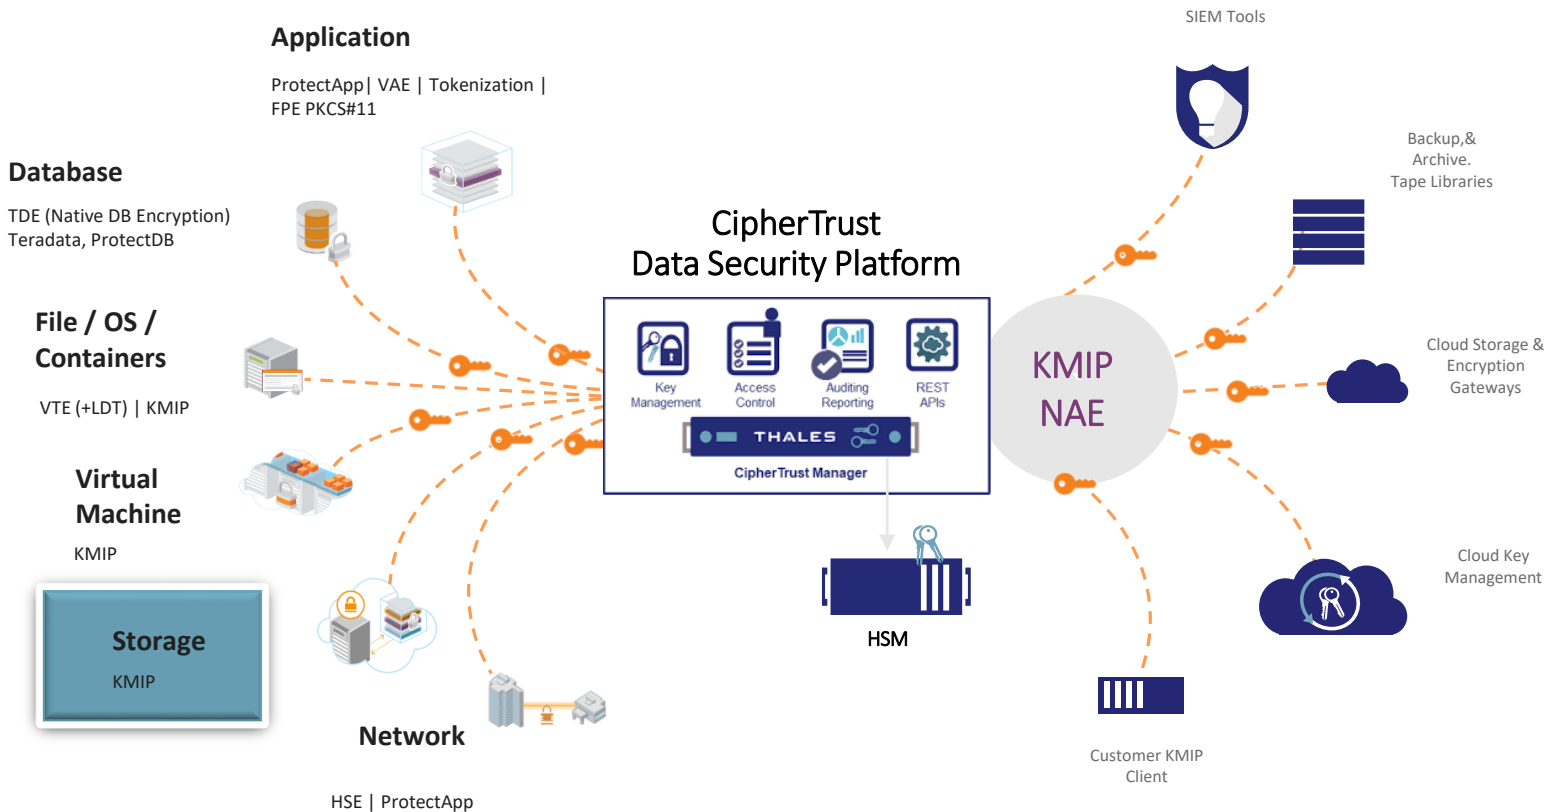 Application
ProtectApp| VAE | Tokenization |
FPE PKCS#11
Database
TDE (Native DB Encryption)
Teradata, ProtectDB
File / OS /
Containers
VTE (+LDT) | KMIP
Virtual
Machine
KMIP
Storage
KMIP
Network
HSE | ProtectApp
CipherTrust
Data Security Platform
Key
Management
Access
Control
Auditing
Reporting
REST
APIs
THALES
CipherTrust Manager
HSM
KMIP
NAE
SIEM Tools
Backup,&
Archive.
Tape Libraries
Cloud Storage &
Encryption
Gateways
Cloud Key
Management
Customer KMIP
Client